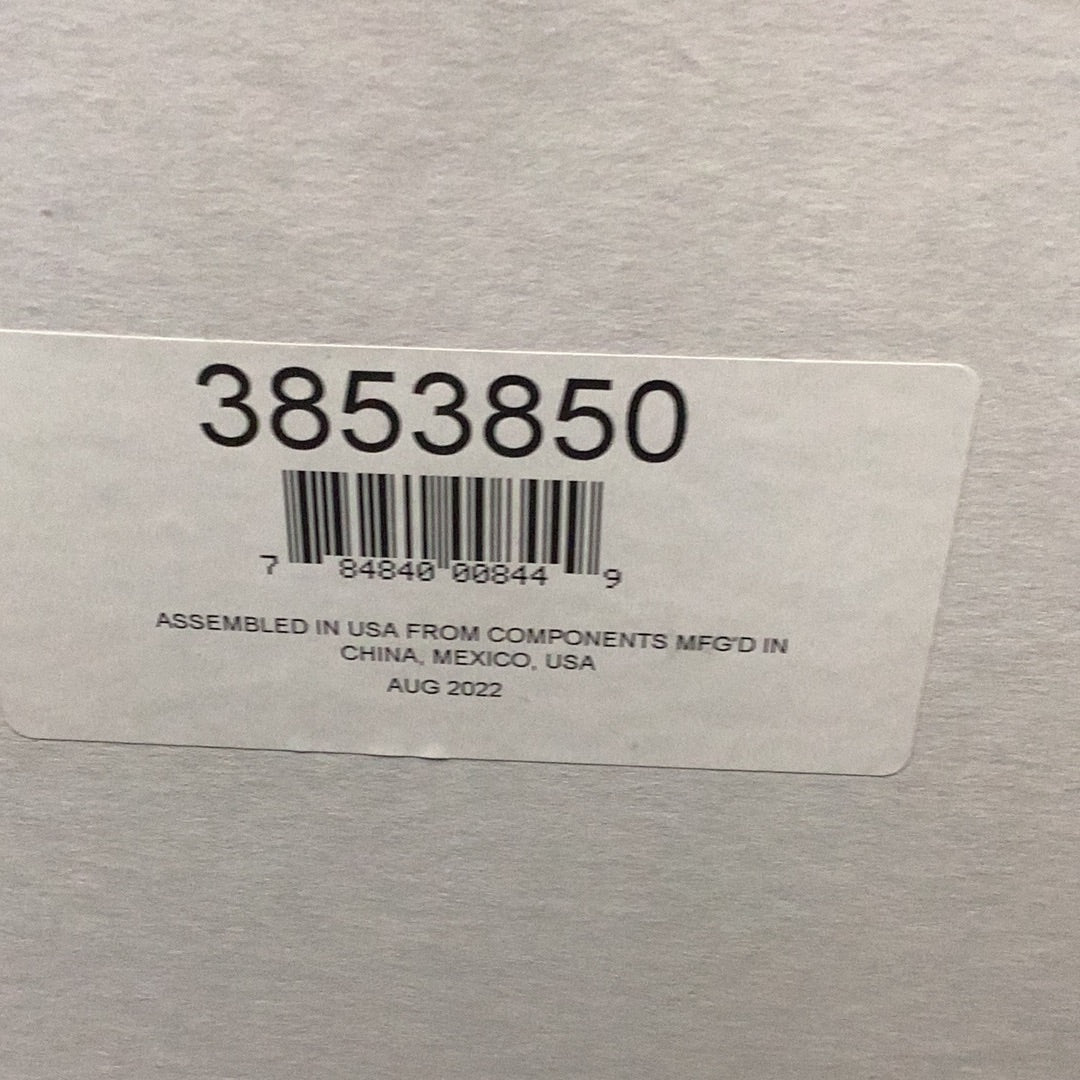 3853850
7 84840 00844 9
ASSEMBLED IN USA FROM COMPONENTS MFG'D IN
CHINA, MEXICO, USA
AUG 2022